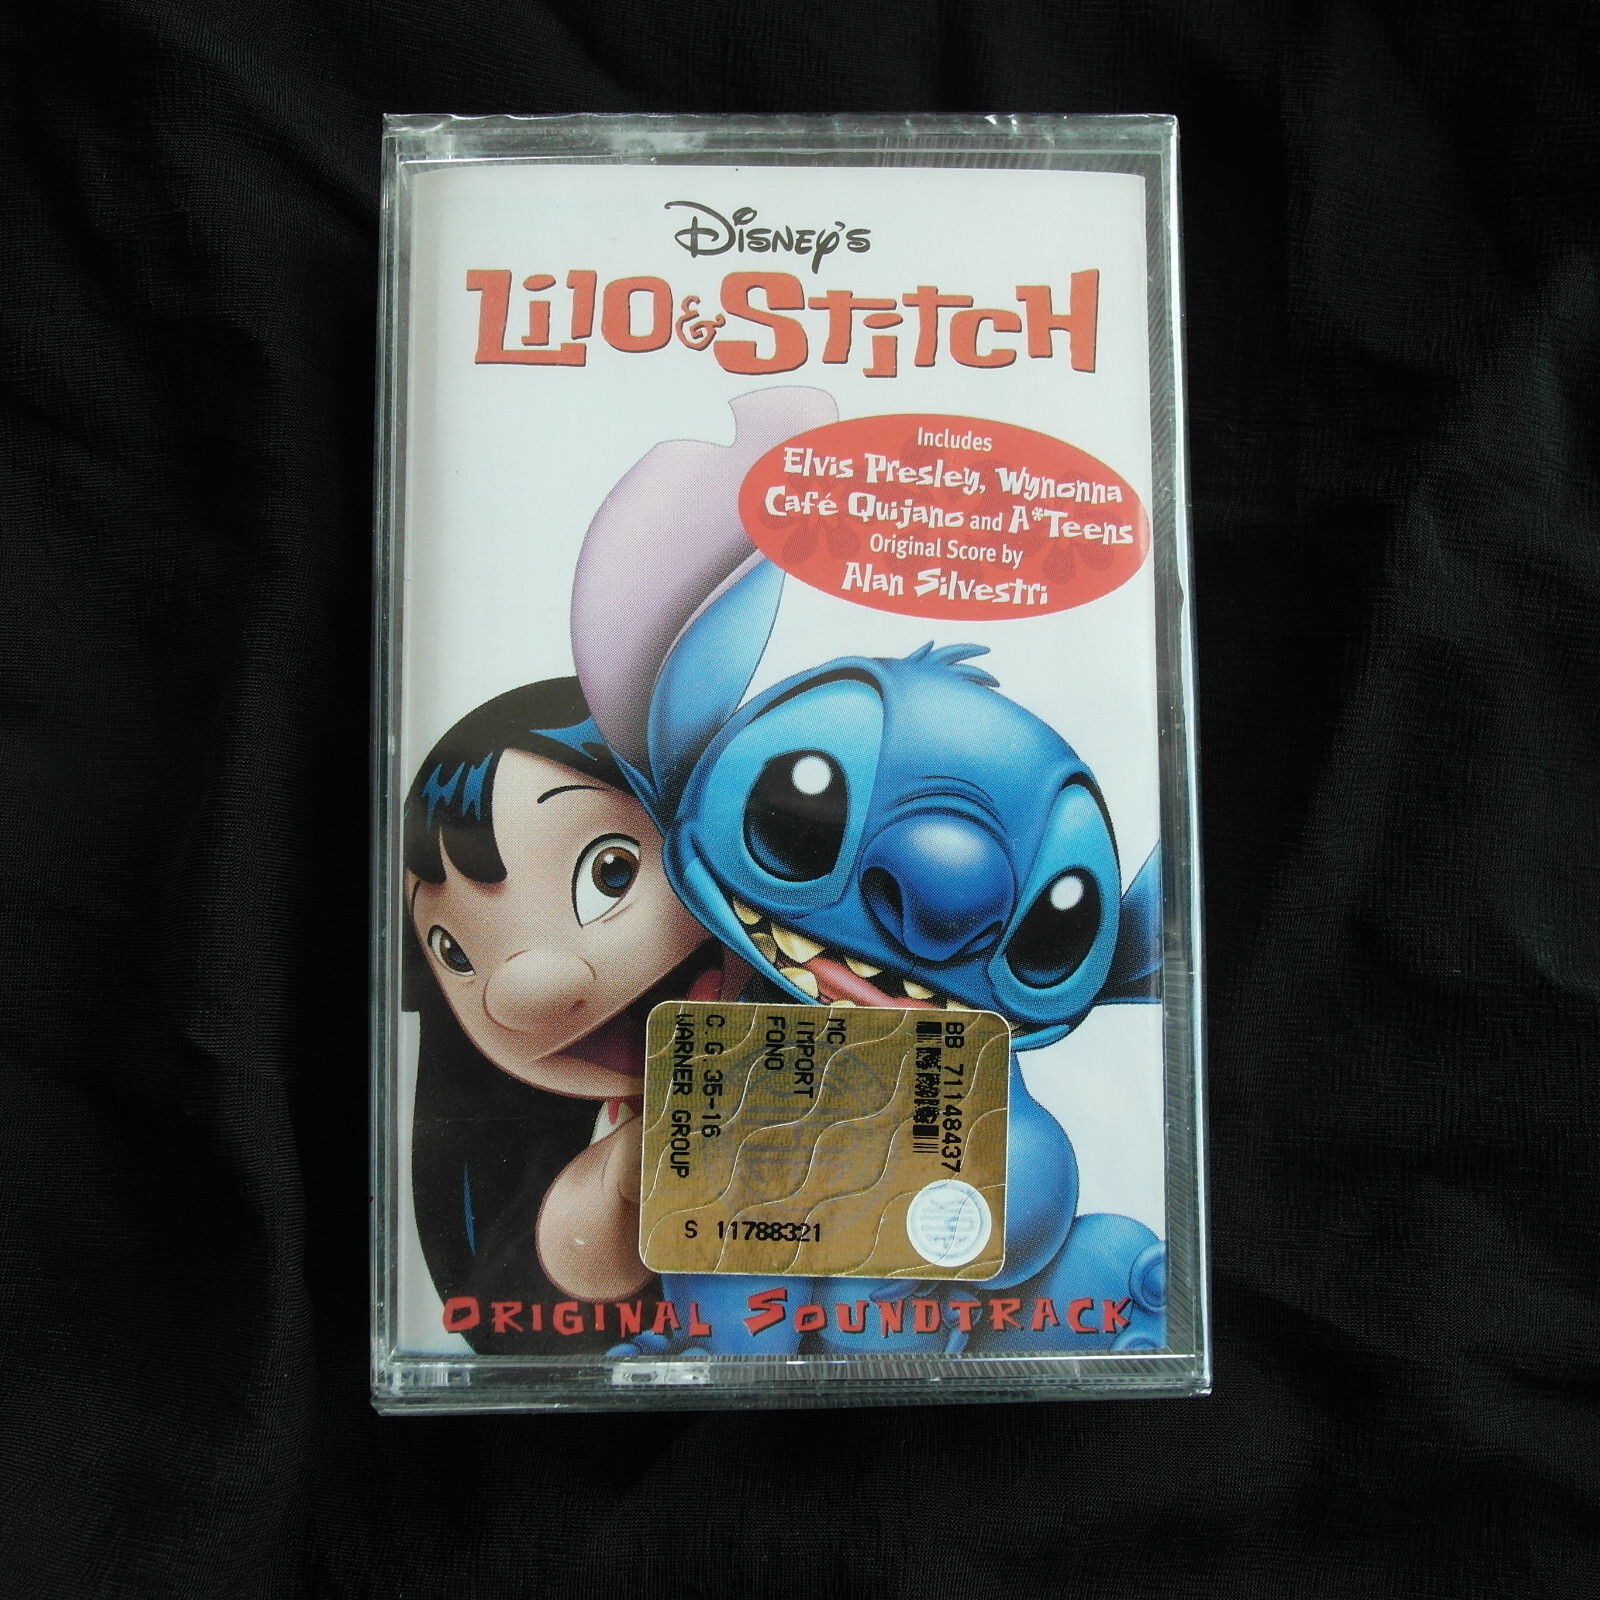 Disney's
Lilo & Stitch
Includes
Elvis Presley, Wynonna
Café Quijano and A*Teens
Original Score by
Alan Silvestri
BB 71148437
MC
IMPORT
FONO
C.G.35-16
WARNER GROUP
S 11788321
SIAE
Original Soundtrack